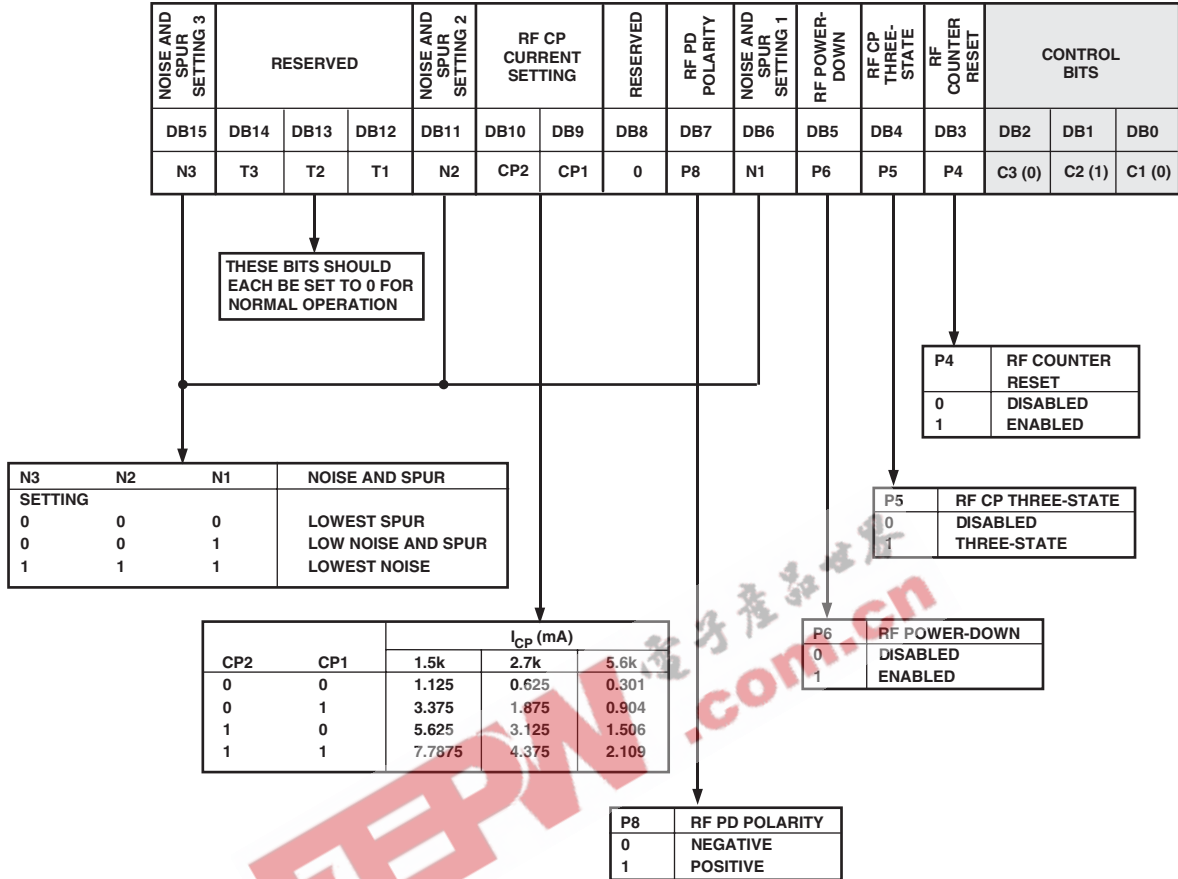 NOISE AND SPUR SETTING 3
RESERVED
NOISE AND SPUR SETTING 2
RF CP CURRENT SETTING
RESERVED
RF PD POLARITY
NOISE AND SPUR SETTING 1
RF POWER-DOWN
RF CP THREE-STATE
RF COUNTER RESET
CONTROL BITS
DB15 DB14 DB13 DB12 DB11 DB10 DB9 DB8 DB7 DB6 DB5 DB4 DB3 DB2 DB1 DB0
N3 T3 T2 T1 N2 CP2 CP1 0 P8 N1 P6 P5 P4 C3 (0) C2 (1) C1 (0)
THESE BITS SHOULD
EACH BE SET TO 0 FOR
NORMAL OPERATION
P4 RF COUNTER
RESET
0 DISABLED
1 ENABLED
N3 N2 N1 NOISE AND SPUR
SETTING
0 0 0 LOWEST SPUR
0 0 1 LOW NOISE AND SPUR
1 1 1 LOWEST NOISE
P5 RF CP THREE-STATE
0 DISABLED
1 THREE-STATE
ICP (mA)
CP2 CP1 1.5k 2.7k 5.6k
0 0 1.125 0.625 0.301
0 1 3.375 1.875 0.904
1 0 5.625 3.125 1.506
1 1 7.7875 4.375 2.109
P6 RF POWER-DOWN
0 DISABLED
1 ENABLED
P8 RF PD POLARITY
0 NEGATIVE
1 POSITIVE
電子產品世界
.com.cn